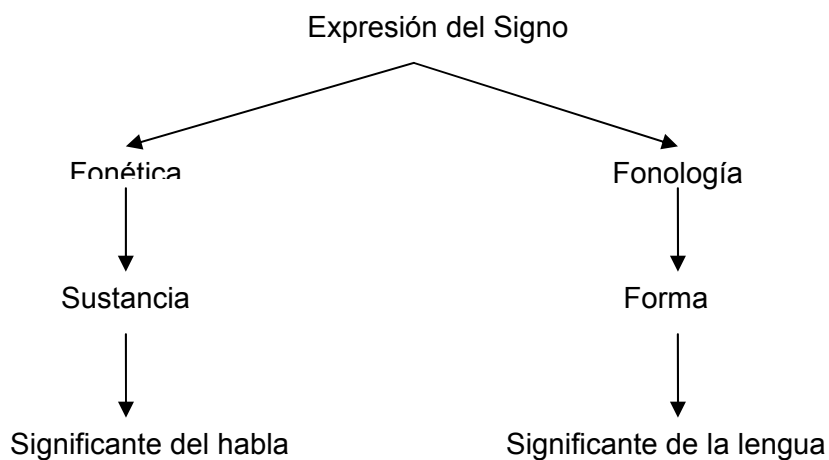 Expresión del Signo
Fonética Fonología
Sustancia Forma
Significante del habla Significante de la lengua